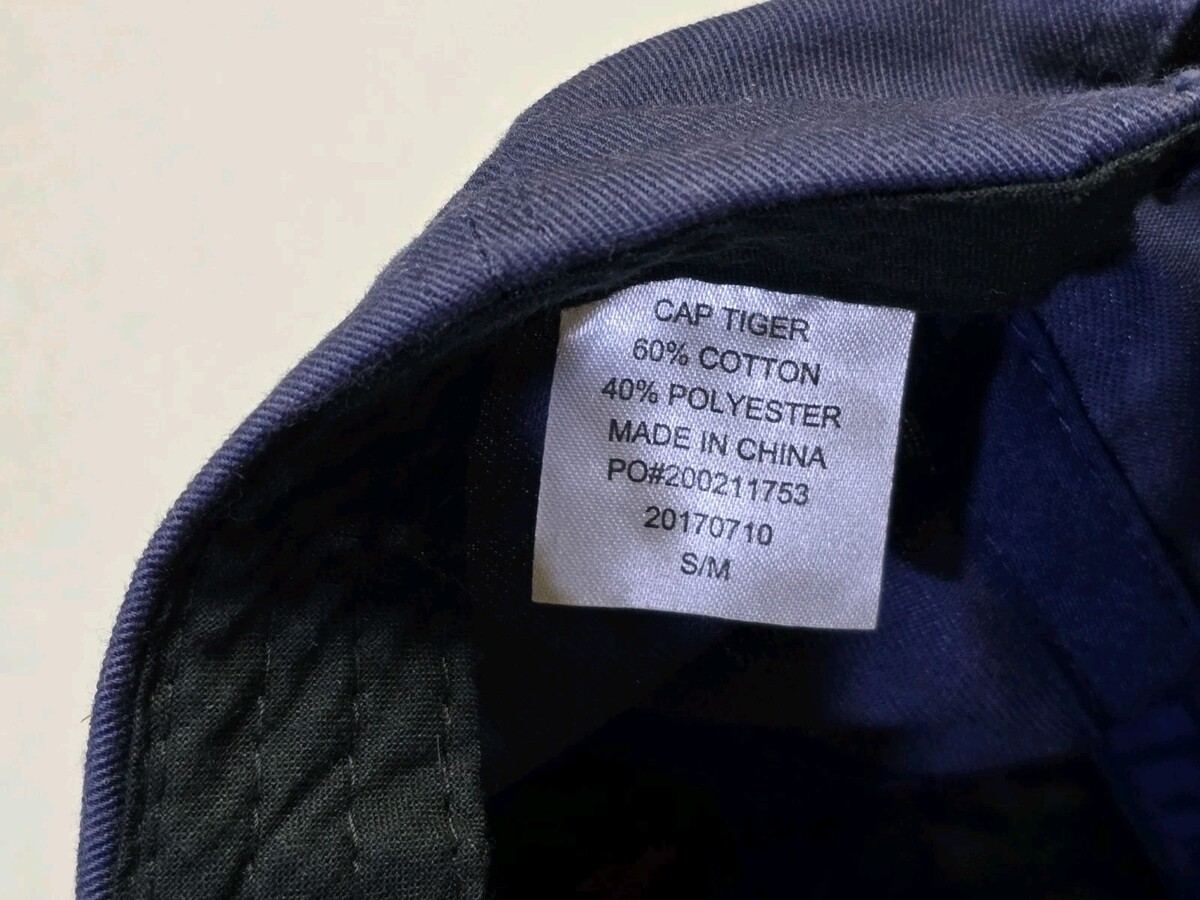 CAP TIGER
60% COTTON
40% POLYESTER
MADE IN CHINA
PO#200211753
20170710
S/M